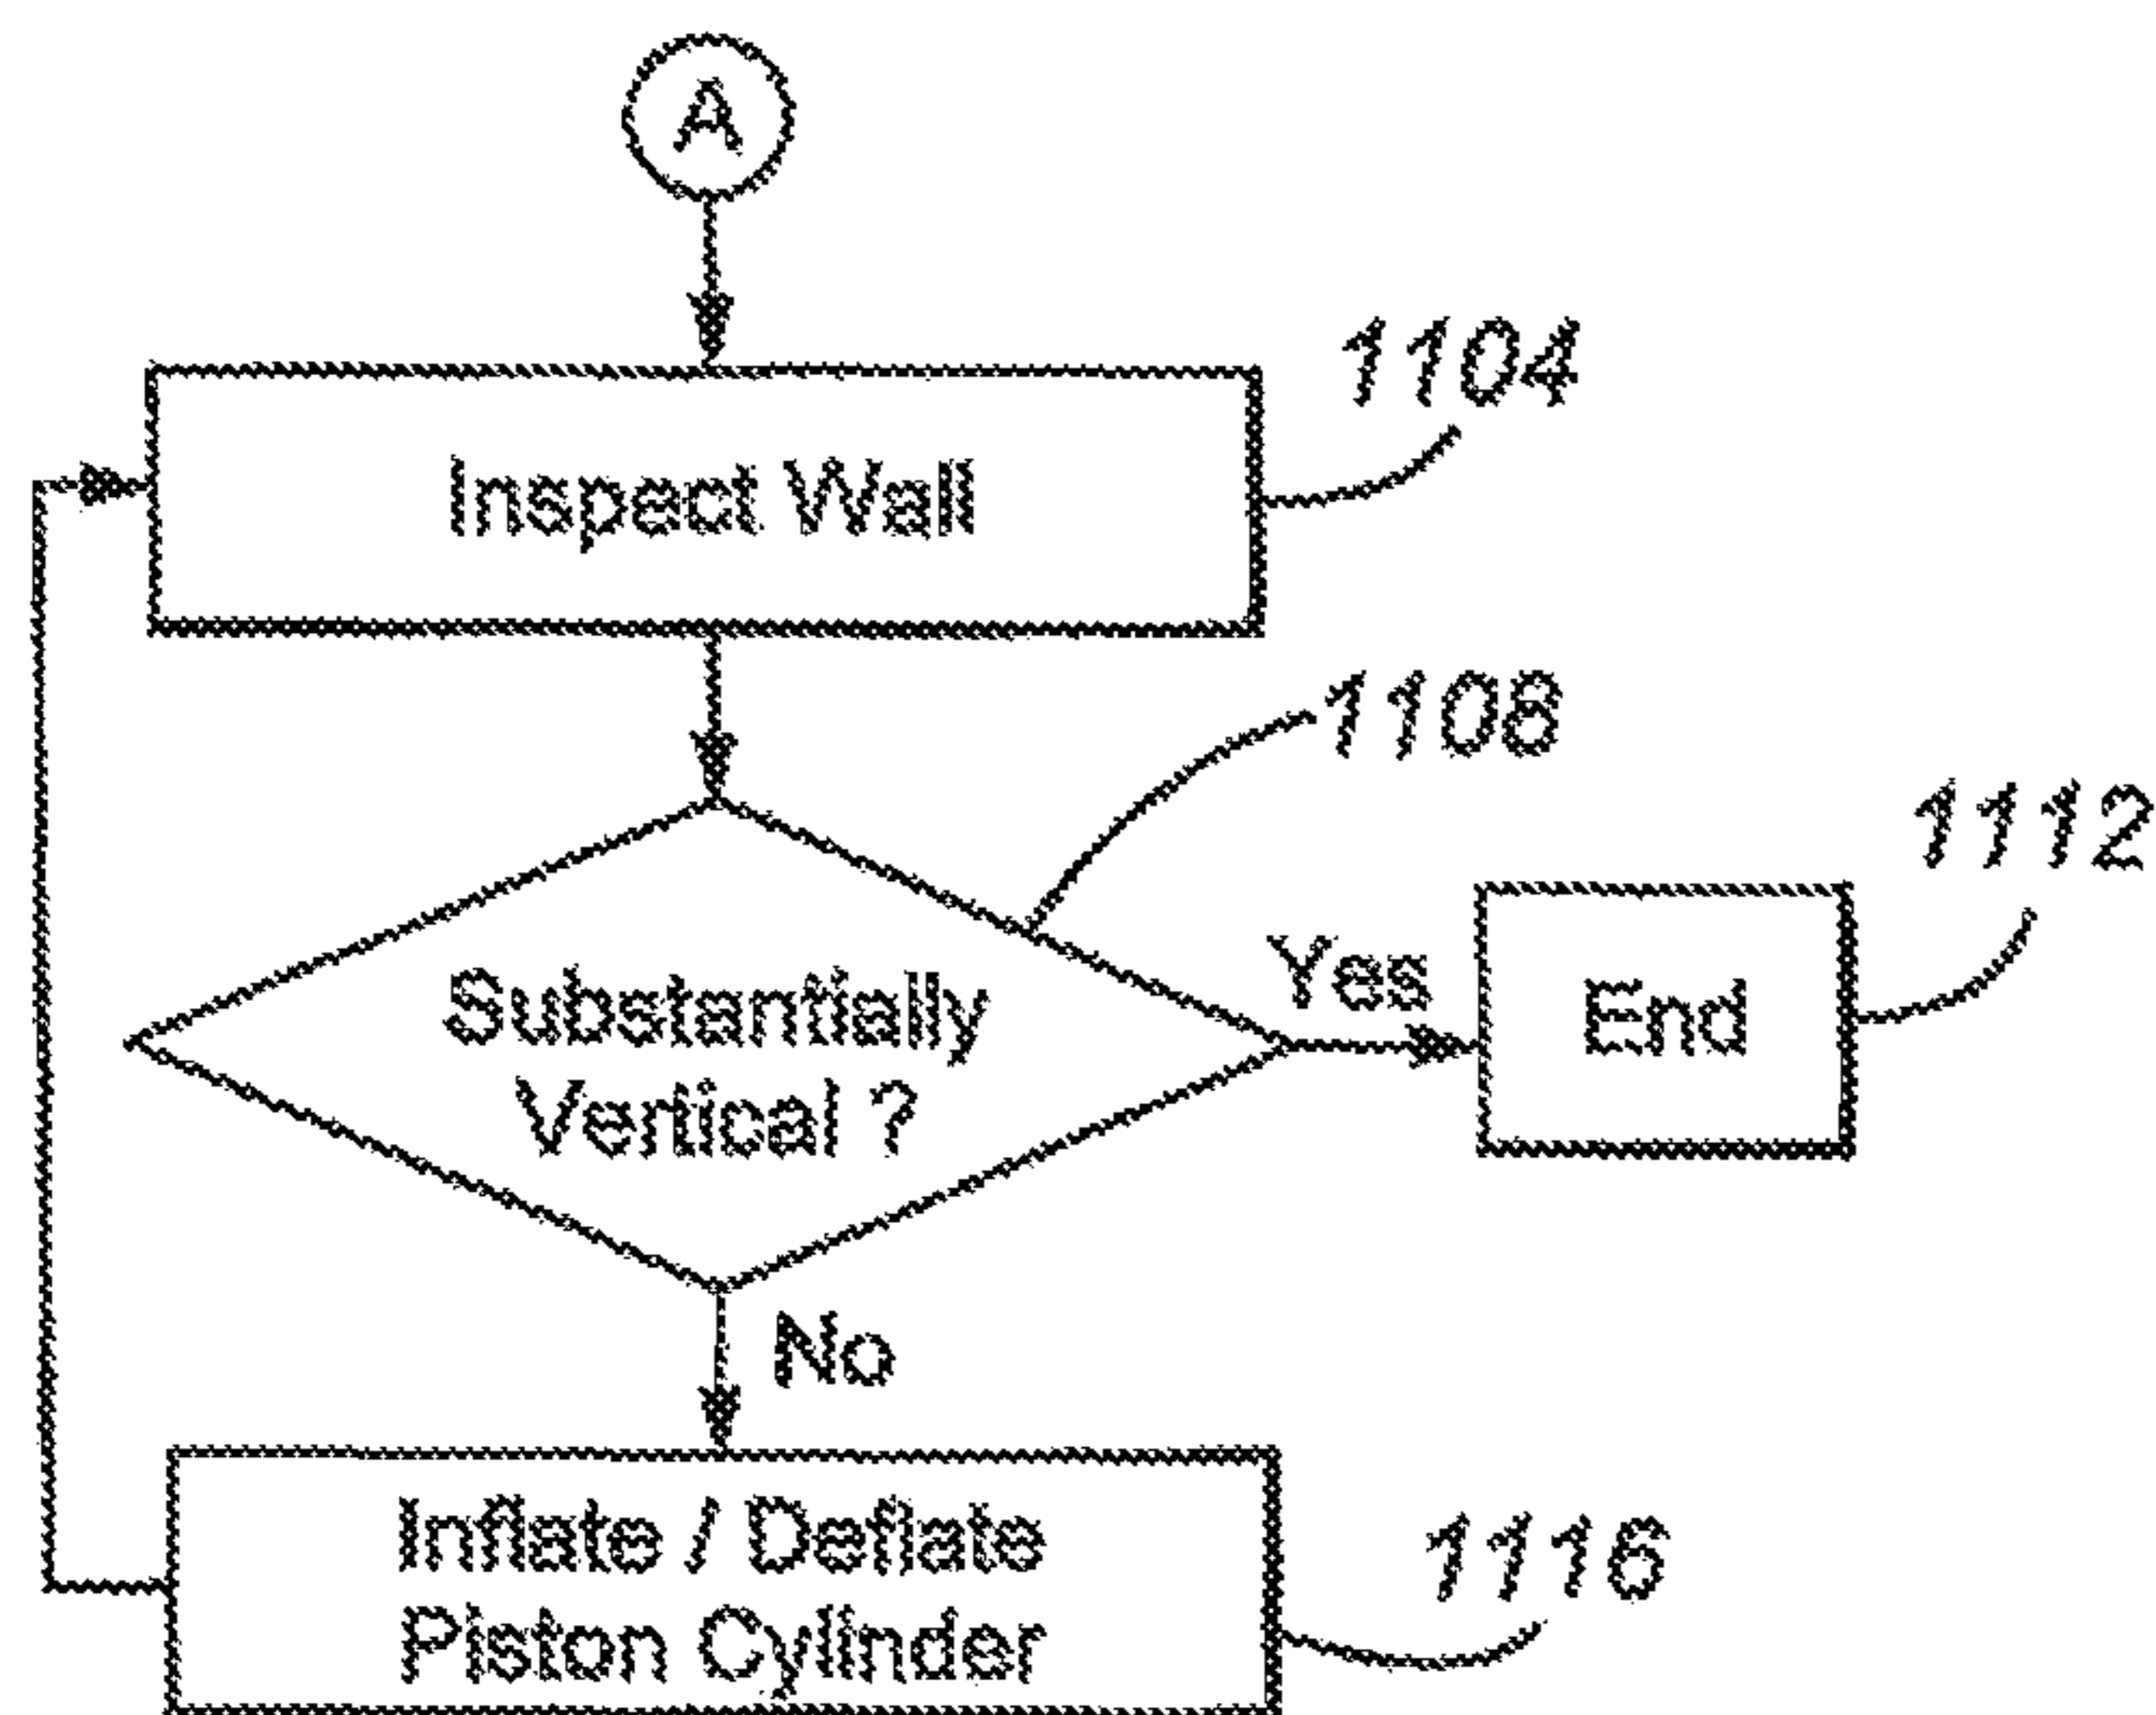 A
1104
Inspect Wall
1108
1112
Yes
End
Substantially
Vertical ?
No
Inflate / Deflate
Piston Cylinder
1116